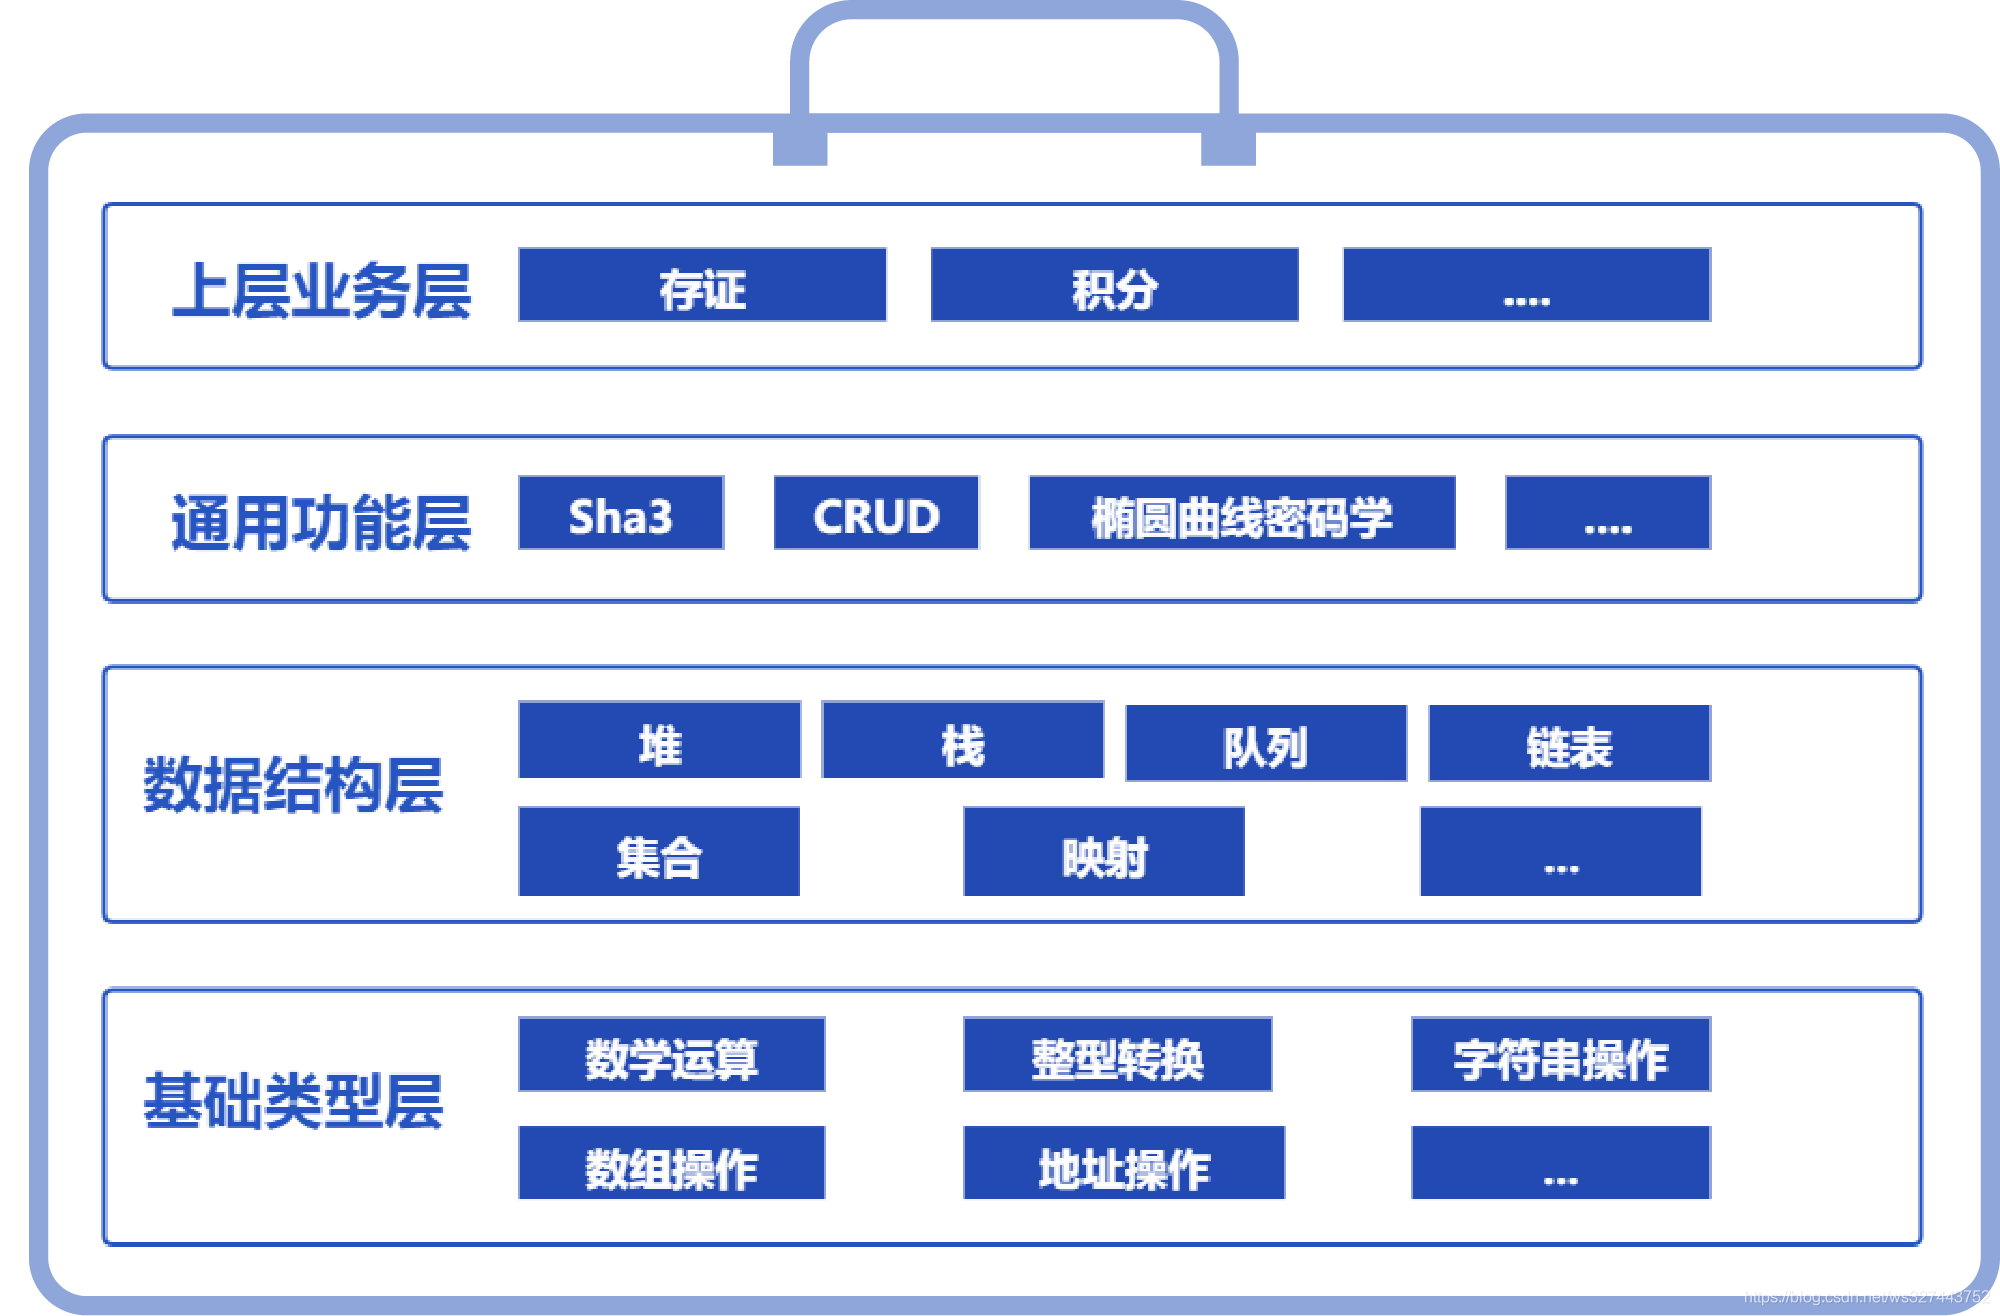 上层业务层 存证 积分 ....
通用功能层 Sha3 CRUD 椭圆曲线密码学 ....
数据结构层
堆 栈 队列 链表
集合 映射 ...
基础类型层
数学运算 整型转换 字符串操作
数组操作 地址操作 ...
https://blog.csdn.net/ws327443752